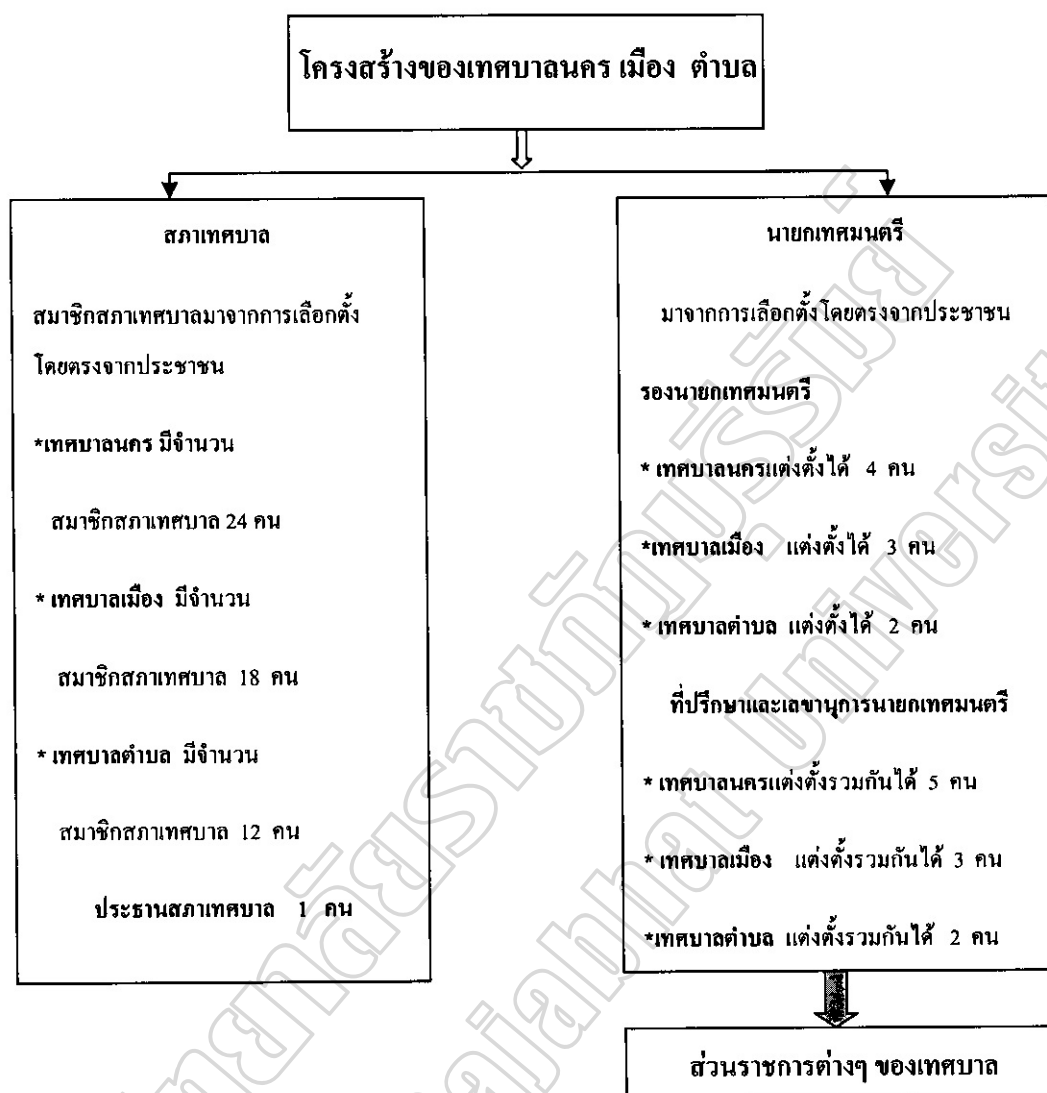 โครงสร้างของเทศบาลนคร เมือง ตำบล
สภาเทศบาล
สมาชิกสภาเทศบาลมาจากการเลือกตั้ง
โดยตรงจากประชาชน
*เทศบาลนคร มีจำนวน
สมาชิกสภาเทศบาล 24 คน
* เทศบาลเมือง มีจำนวน
สมาชิกสภาเทศบาล 18 คน
* เทศบาลตำบล มีจำนวน
สมาชิกสภาเทศบาล 12 คน
ประธานสภาเทศบาล 1 คน
นายกเทศมนตรี
มาจากการเลือกตั้งโดยตรงจากประชาชน
รองนายกเทศมนตรี
* เทศบาลนครแต่งตั้งได้ 4 คน
*เทศบาลเมือง แต่งตั้งได้ 3 คน
* เทศบาลตำบล แต่งตั้งได้ 2 คน
ที่ปรึกษาและเลขานุการนายกเทศมนตรี
* เทศบาลนครแต่งตั้งรวมกันได้ 5 คน
* เทศบาลเมือง แต่งตั้งรวมกันได้ 3 คน
*เทศบาลตำบล แต่งตั้งรวมกันได้ 2 คน
ส่วนราชการต่างๆ ของเทศบาล